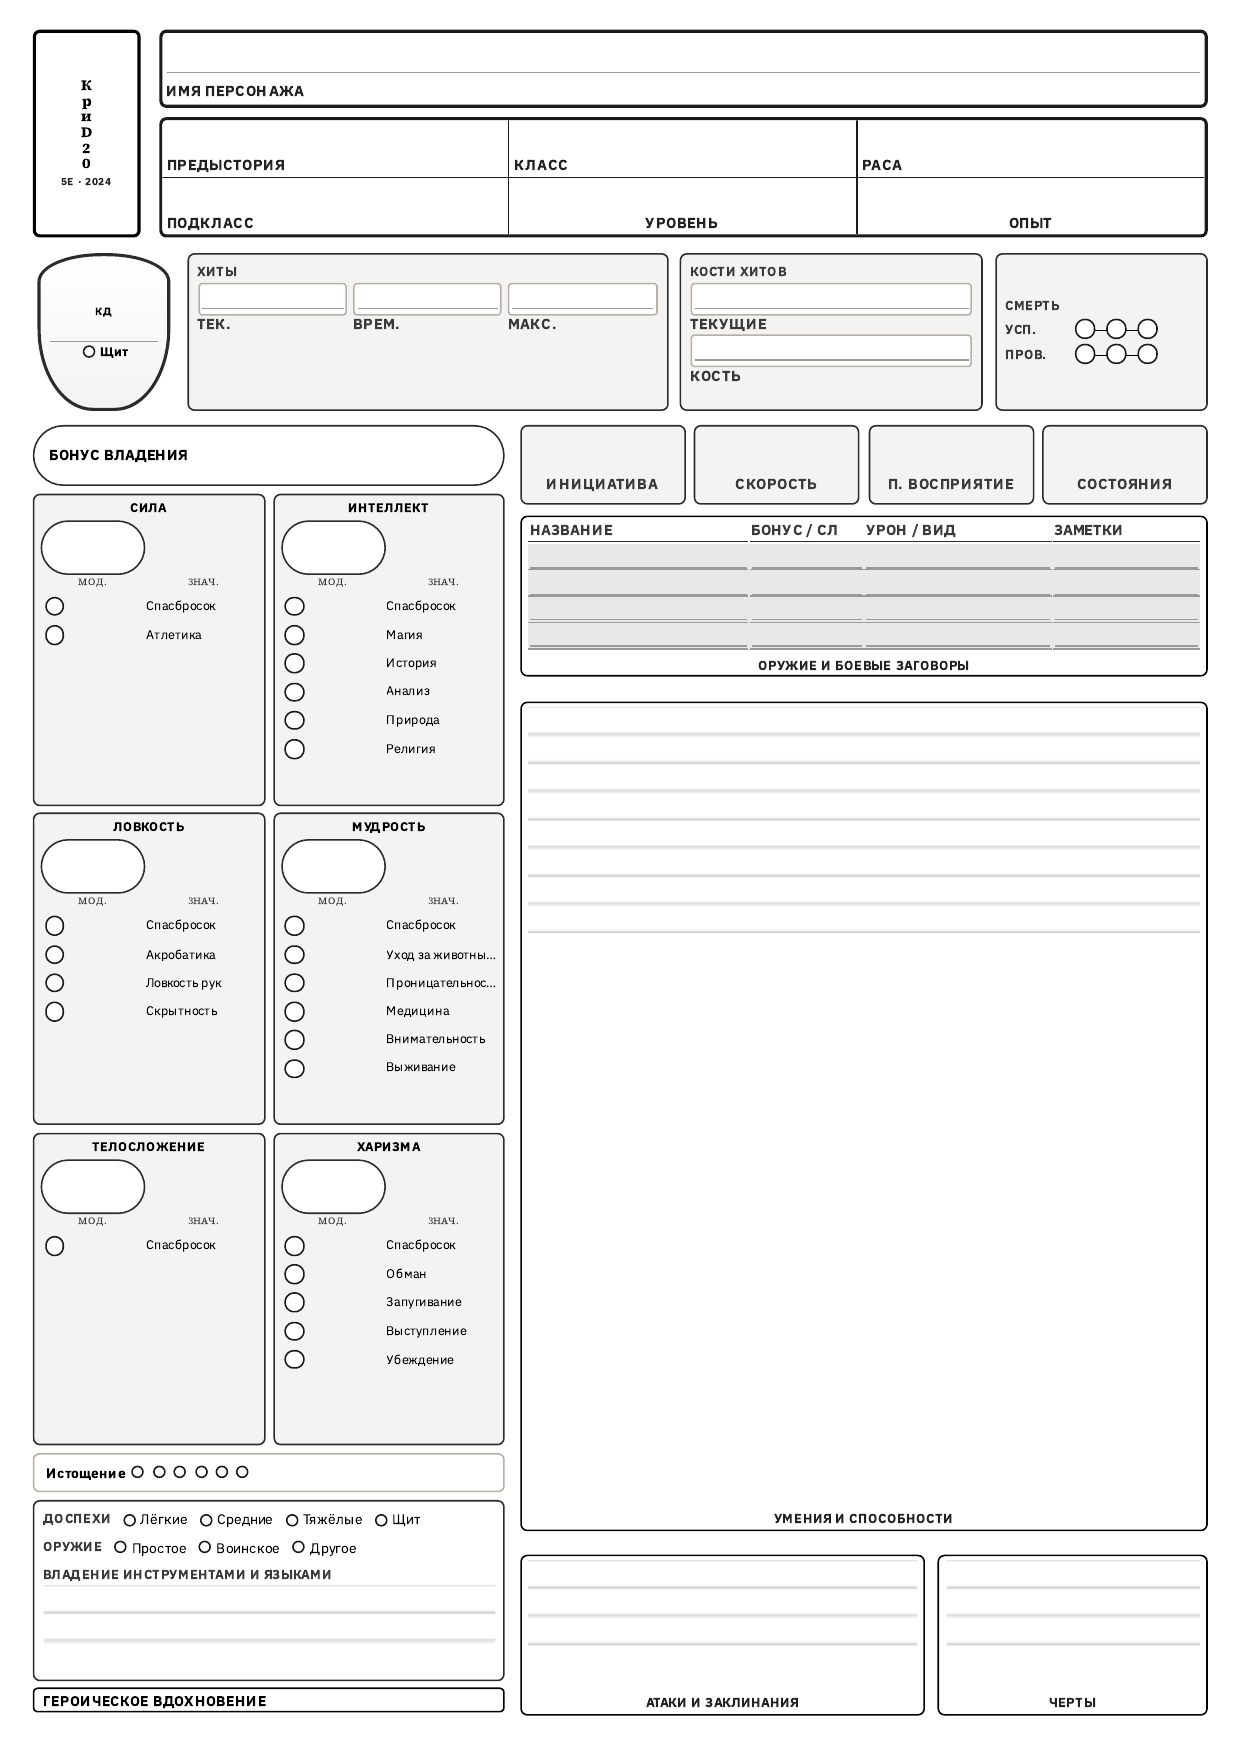 К
р
и
D
2
0
5E · 2024
ИМЯ ПЕРСОНАЖА
ПРЕДЫСТОРИЯ
КЛАСС
РАСА
ПОДКЛАСС
УРОВЕНЬ
ОПЫТ
КД
Щит
ХИТЫ
ТЕК.
ВРЕМ.
МАКС.
КОСТИ ХИТОВ
ТЕКУЩИЕ
КОСТЬ
СМЕРТЬ
УСП.
ПРОВ.
БОНУС ВЛАДЕНИЯ
ИНИЦИАТИВА
СКОРОСТЬ
П. ВОСПРИЯТИЕ
СОСТОЯНИЯ
СИЛА
МОД. ЗНАЧ.
Спасбросок
Атлетика
ИНТЕЛЛЕКТ
МОД. ЗНАЧ.
Спасбросок
Магия
История
Анализ
Природа
Религия
ЛОВКОСТЬ
МОД. ЗНАЧ.
Спасбросок
Акробатика
Ловкость рук
Скрытность
МУДРОСТЬ
МОД. ЗНАЧ.
Спасбросок
Уход за животны...
Проницательнос...
Медицина
Внимательность
Выживание
ТЕЛОСЛОЖЕНИЕ
МОД. ЗНАЧ.
Спасбросок
ХАРИЗМА
МОД. ЗНАЧ.
Спасбросок
Обман
Запугивание
Выступление
Убеждение
Истощение
ДОСПЕХИ Лёгкие Средние Тяжёлые Щит
ОРУЖИЕ Простое Воинское Другое
ВЛАДЕНИЕ ИНСТРУМЕНТАМИ И ЯЗЫКАМИ
ГЕРОИЧЕСКОЕ ВДОХНОВЕНИЕ
НАЗВАНИЕ БОНУС / СЛ УРОН / ВИД ЗАМЕТКИ
ОРУЖИЕ И БОЕВЫЕ ЗАГОВОРЫ
УМЕНИЯ И СПОСОБНОСТИ
АТАКИ И ЗАКЛИНАНИЯ
ЧЕРТЫ